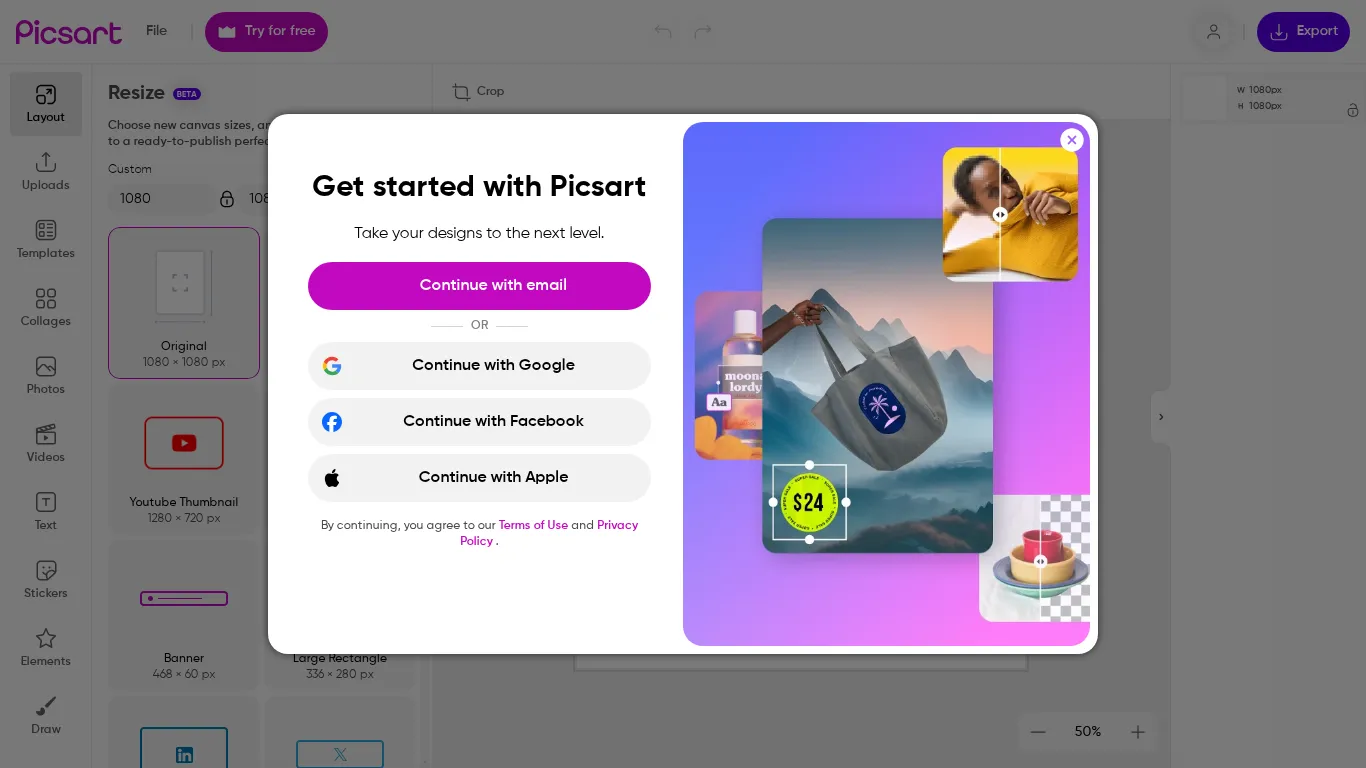 Picsart
File
Try for free
Export
Layout
Uploads
Templates
Collages
Photos
Videos
Text
Stickers
Elements
Draw
Resize BETA
Choose new canvas sizes, an
to a ready-to-publish perfe
Custom
1080
108
Original
1080 × 1080 px
Youtube Thumbnail
1280 × 720 px
Banner
468 × 60 px
Large Rectangle
336 × 280 px
Crop
W 1080px
H 1080px
50%
Get started with Picsart
Take your designs to the next level.
Continue with email
OR
Continue with Google
Continue with Facebook
Continue with Apple
By continuing, you agree to our Terms of Use and Privacy
Policy .
moona
lordy
Aa
$24